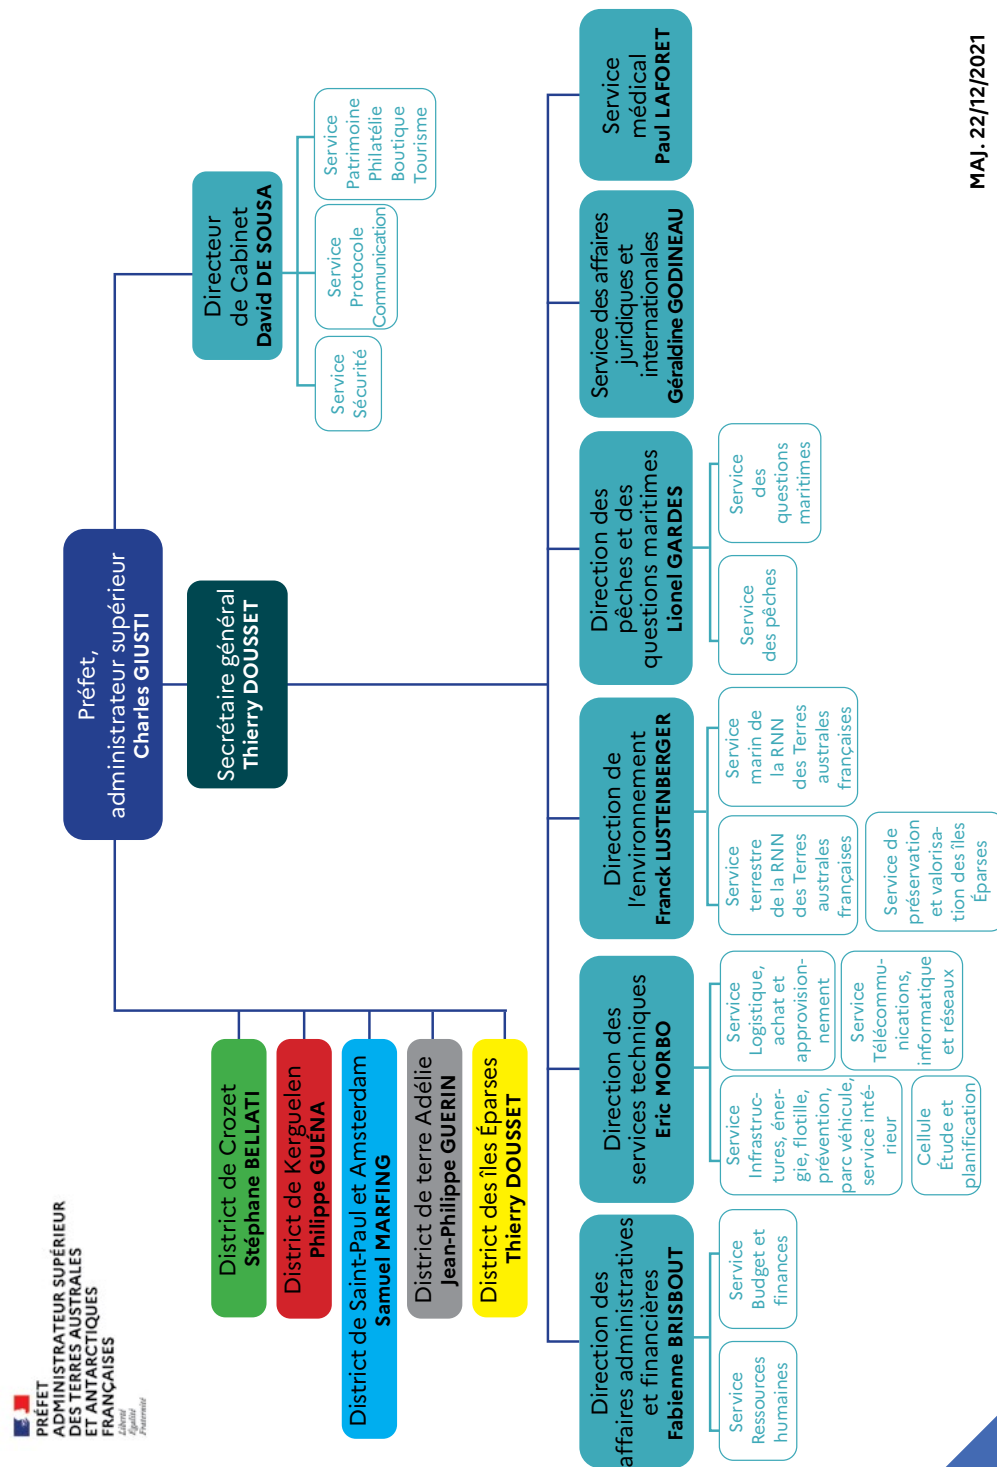 PRÉFET
ADMINISTRATEUR SUPÉRIEUR
DES TERRES AUSTRALES
ET ANTARCTIQUES
FRANÇAISES
Liberté
Égalité
Fraternité
Préfet,
administrateur supérieur
Charles GIUSTI
Secrétaire général
Thierry DOUSSET
Directeur
de Cabinet
David DE SOUSA
Service
Sécurité
Service
Protocole
Communication
Service
Patrimoine
Philatélie
Boutique
Tourisme
District de Crozet
Stéphane BELLATI
District de Kerguelen
Philippe GUÉNA
District de Saint-Paul et Amsterdam
Samuel MARFING
District de terre Adélie
Jean-Philippe GUERIN
District des îles Éparses
Thierry DOUSSET
Direction des
affaires administratives
et financières
Fabienne BRISBOUT
Service
Ressources
humaines
Service
Budget et
finances
Direction des
services techniques
Eric MORBO
Service
Infrastruc-
tures, éner-
gie, flotille,
prévention,
parc véhicule,
service inté-
rieur
Service
Logistique,
achat et
approvision-
nement
Cellule
Étude et
planification
Service
Télécommu-
nications,
informatique
et réseaux
Direction de
l'environnement
Franck LUSTENBERGER
Service
terrestre
de la RNN
des Terres
australes
françaises
Service
marin de
la RNN
des Terres
australes
françaises
Service de
préservation
et valorisa-
tion des îles
Éparses
Direction des
pêches et des
questions maritimes
Lionel GARDES
Service
des pêches
Service
des
questions
maritimes
Service des affaires
juridiques et
internationales
Géraldine GODINEAU
Service
médical
Paul LAFORET
MAJ. 22/12/2021